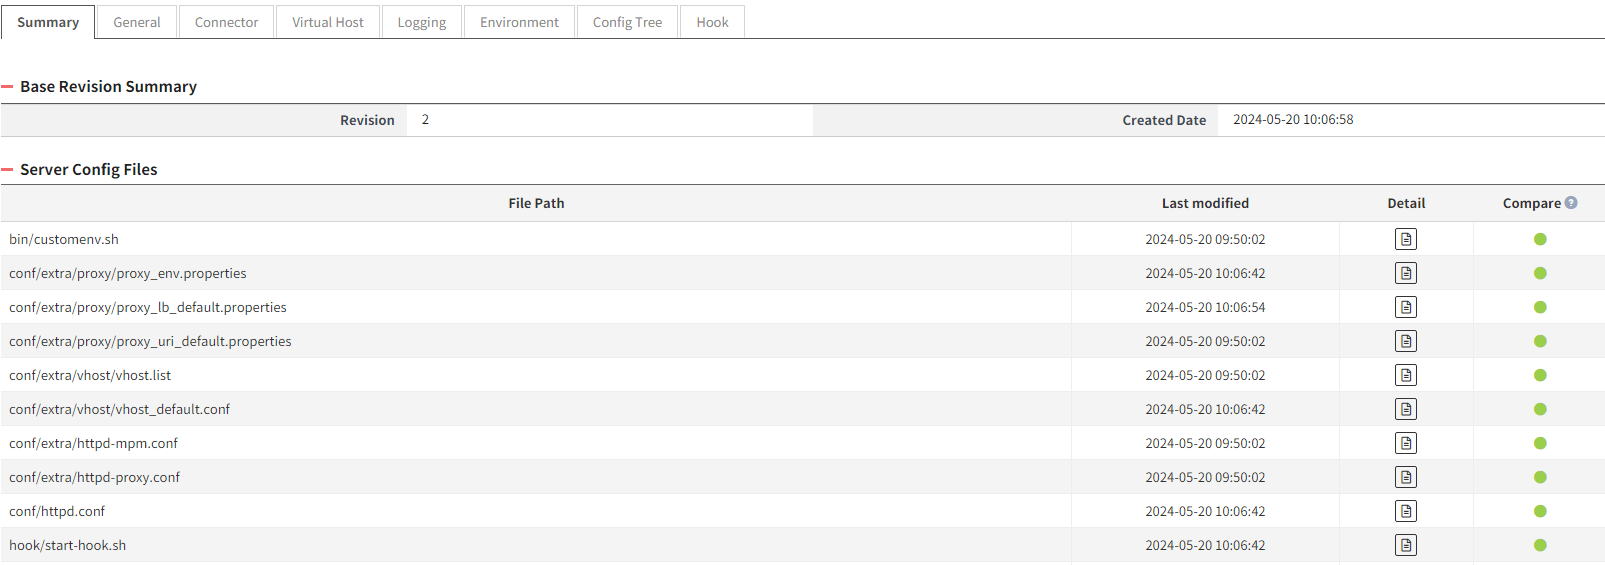 Summary General Connector Virtual Host Logging Environment Config Tree Hook
Base Revision Summary
Revision 2 Created Date 2024-05-20 10:06:58
Server Config Files
File Path Last modified Detail Compare ?
bin/customenv.sh 2024-05-20 09:50:02
conf/extra/proxy/proxy_env.properties 2024-05-20 10:06:42
conf/extra/proxy/proxy_lb_default.properties 2024-05-20 10:06:54
conf/extra/proxy/proxy_uri_default.properties 2024-05-20 09:50:02
conf/extra/vhost/vhost.list 2024-05-20 09:50:02
conf/extra/vhost/vhost_default.conf 2024-05-20 10:06:42
conf/extra/httpd-mpm.conf 2024-05-20 09:50:02
conf/extra/httpd-proxy.conf 2024-05-20 09:50:02
conf/httpd.conf 2024-05-20 10:06:42
hook/start-hook.sh 2024-05-20 10:06:42